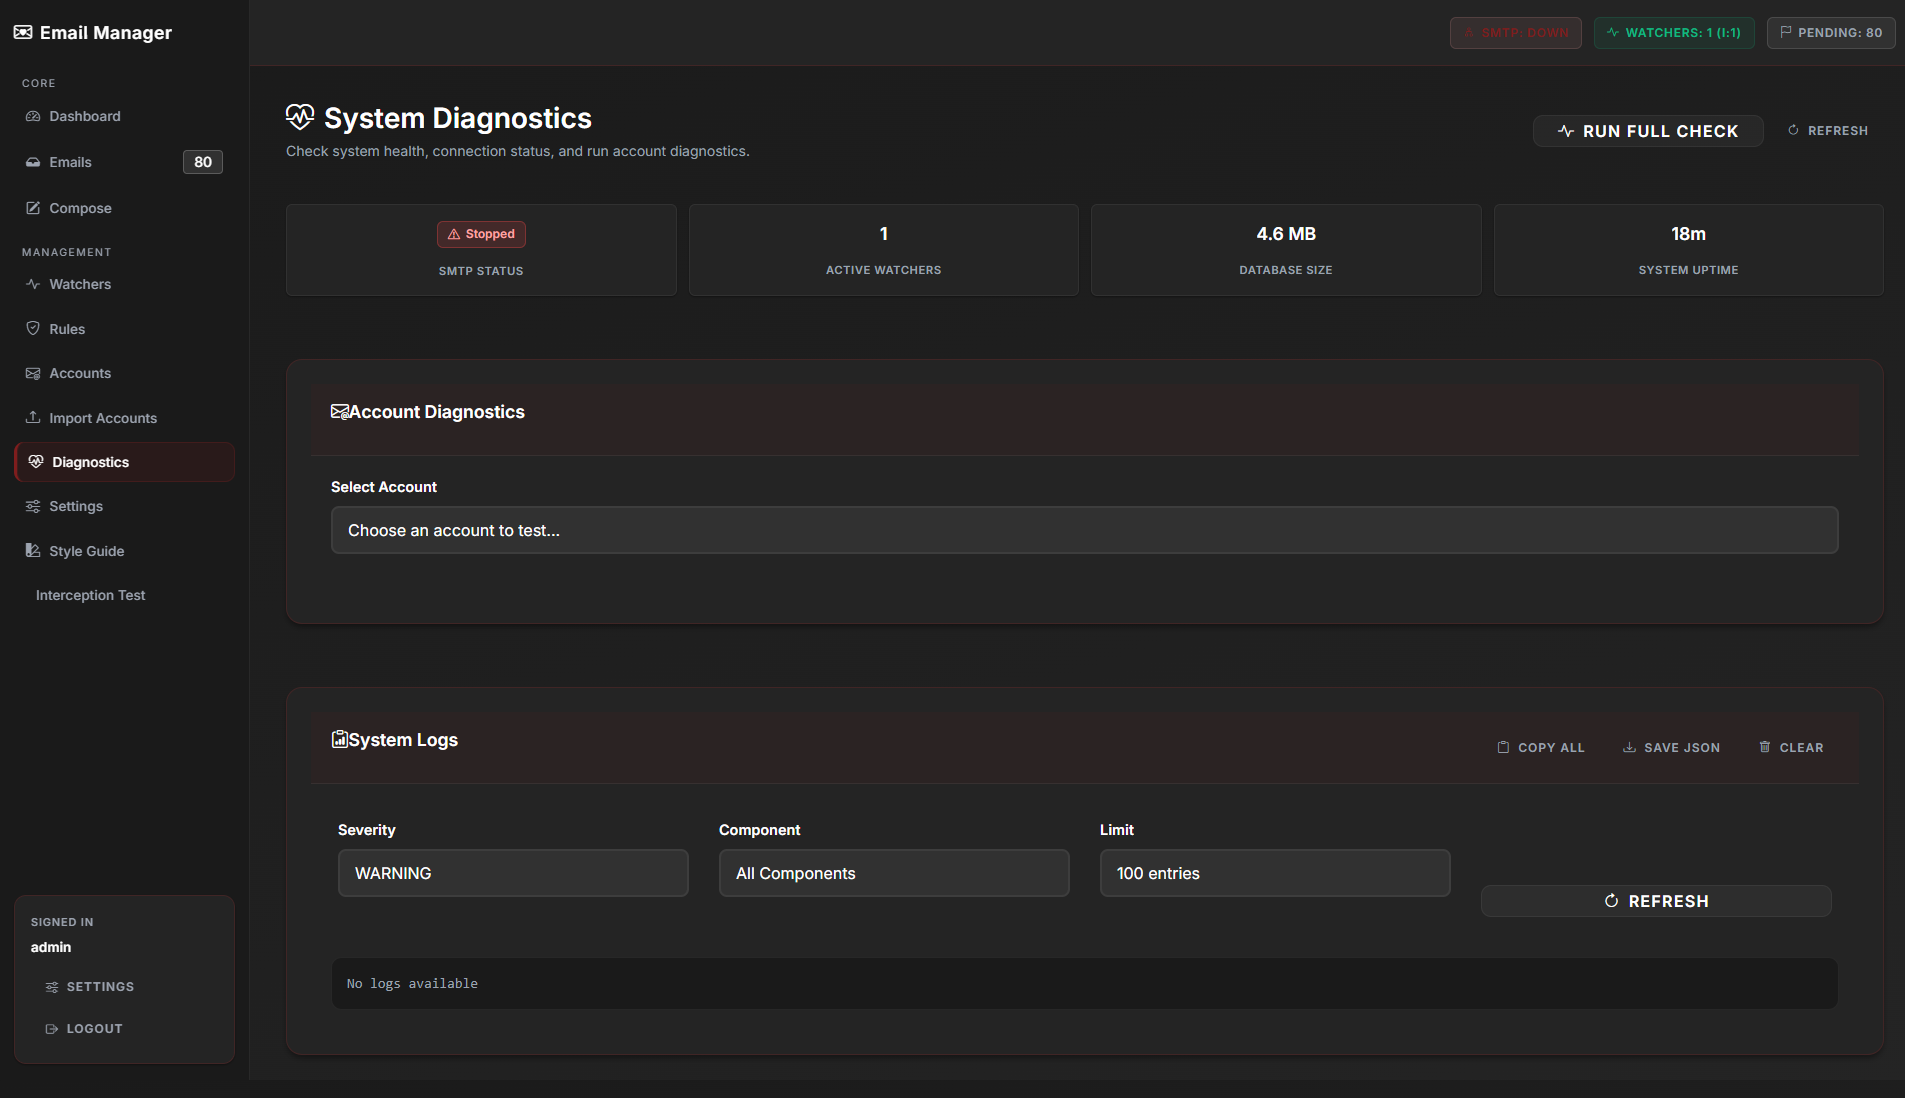 Email Manager
SMTP: DOWN
WATCHERS: 1 (I:1)
PENDING: 80
CORE
Dashboard
Emails
80
Compose
MANAGEMENT
Watchers
Rules
Accounts
Import Accounts
Diagnostics
Settings
Style Guide
Interception Test
SIGNED IN
admin
SETTINGS
LOGOUT
System Diagnostics
Check system health, connection status, and run account diagnostics.
RUN FULL CHECK
REFRESH
Stopped
SMTP STATUS
1
ACTIVE WATCHERS
4.6 MB
DATABASE SIZE
18m
SYSTEM UPTIME
Account Diagnostics
Select Account
Choose an account to test...
System Logs
COPY ALL
SAVE JSON
CLEAR
Severity
WARNING
Component
All Components
Limit
100 entries
REFRESH
No logs available